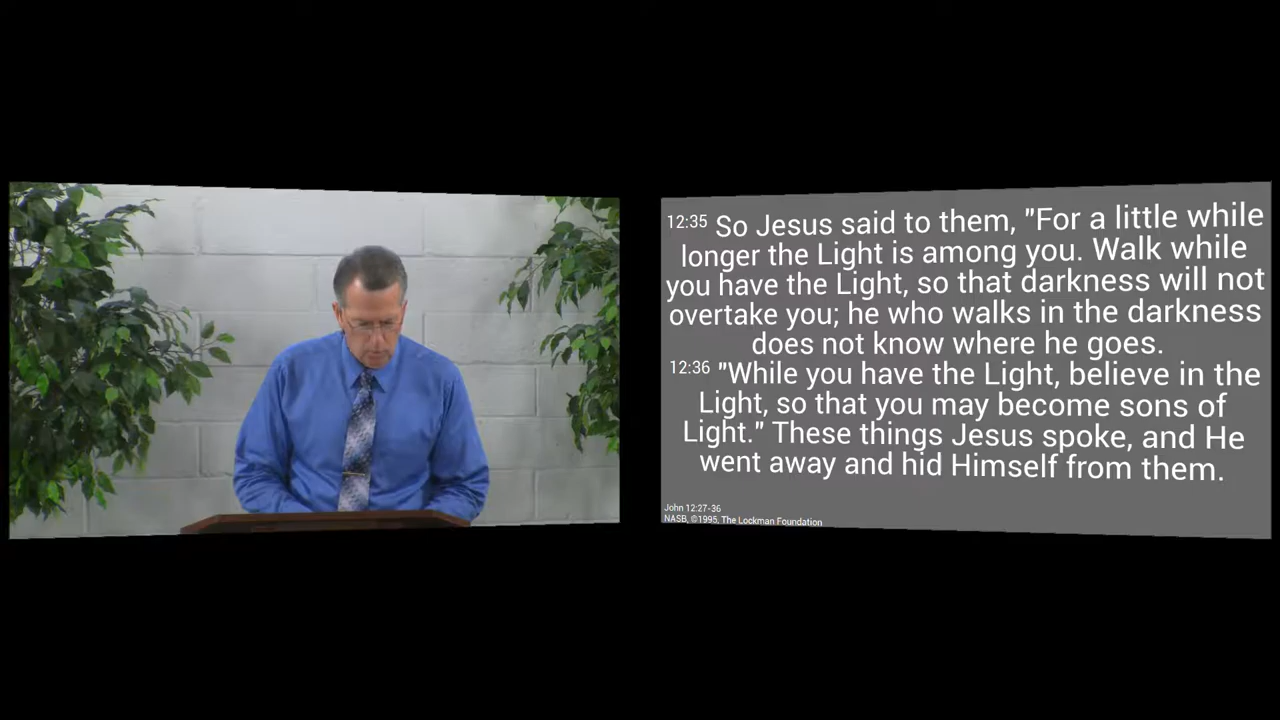 12:35 So Jesus said to them, "For a little while
longer the Light is among you. Walk while
you have the Light, so that darkness will not
overtake you; he who walks in the darkness
does not know where he goes.
12:36 "While you have the Light, believe in the
Light, so that you may become sons of
Light." These things Jesus spoke, and He
went away and hid Himself from them.
John 12:27-36
NASB, ©1995, The Lockman Foundation